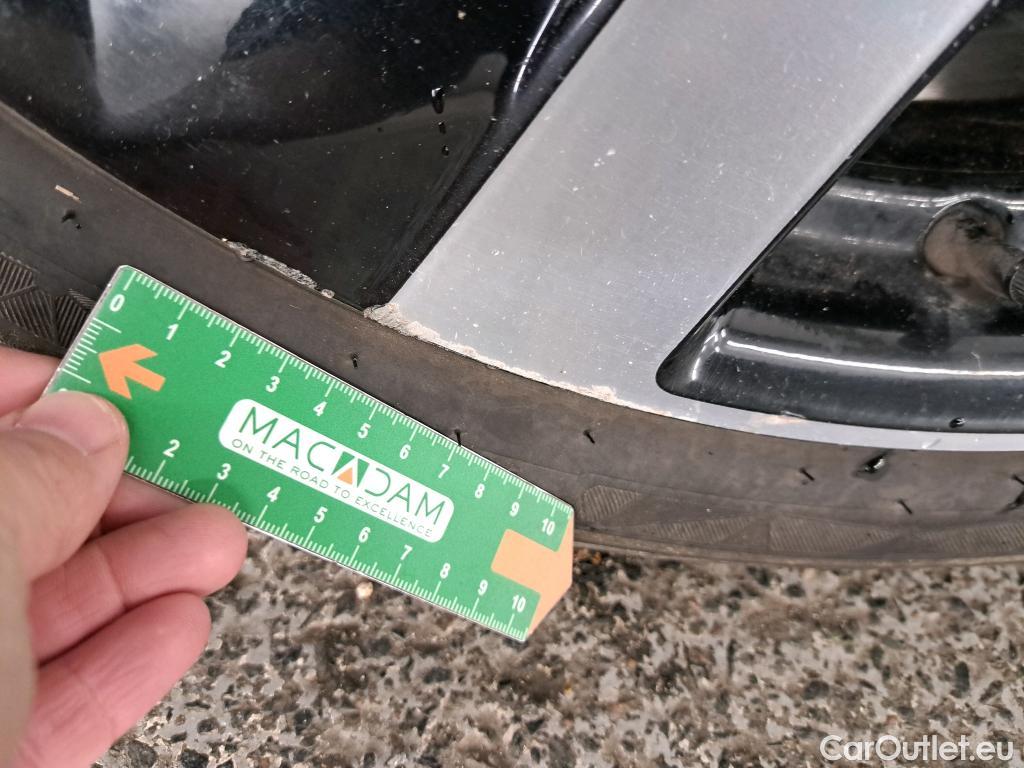 0 1 2 3 4 5 6 7 8 9 10
MACADAM
ON THE ROAD TO EXCELLENCE
2 3 4 5 6 7 8 9 10
CarOutlet.eu